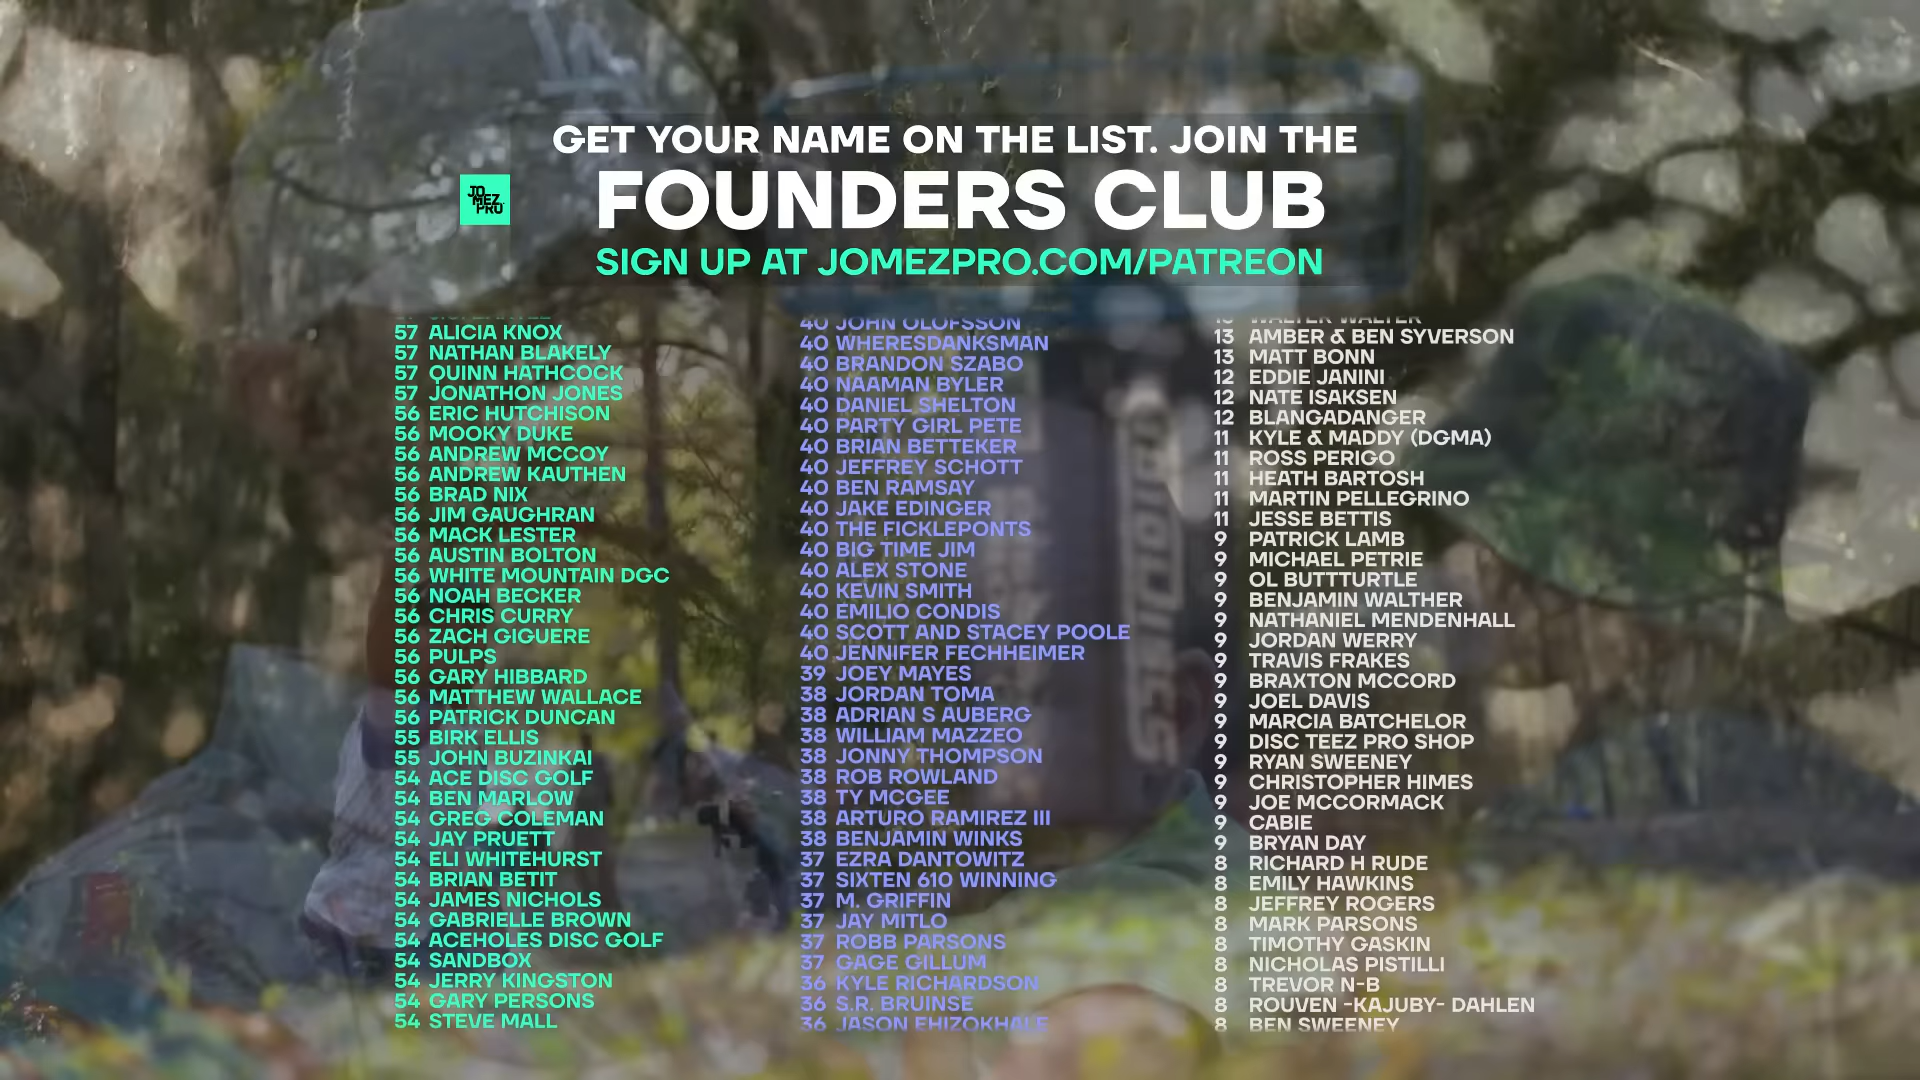 GET YOUR NAME ON THE LIST. JOIN THE
FOUNDERS CLUB
SIGN UP AT JOMEZPRO.COM/PATREON
JOMEZPRO
57 ALICIA KNOX
57 NATHAN BLAKELY
57 QUINN HATHCOCK
57 JONATHON JONES
56 ERIC HUTCHISON
56 MOOKY DUKE
56 ANDREW MCCOY
56 ANDREW KAUTHEN
56 BRAD NIX
56 JIM GAUGHRAN
56 MACK LESTER
56 AUSTIN BOLTON
56 WHITE MOUNTAIN DGC
56 NOAH BECKER
56 CHRIS CURRY
56 ZACH GIGUERE
56 PULPS
56 GARY HIBBARD
56 MATTHEW WALLACE
56 PATRICK DUNCAN
55 BIRK ELLIS
55 JOHN BUZINKAI
54 ACE DISC GOLF
54 BEN MARLOW
54 GREG COLEMAN
54 JAY PRUETT
54 ELI WHITEHURST
54 BRIAN BETIT
54 JAMES NICHOLS
54 GABRIELLE BROWN
54 ACEHOLES DISC GOLF
54 SANDBOX
54 JERRY KINGSTON
54 GARY PERSONS
54 STEVE MALL
40 JOHN OLOFSSON
40 WHERESDANKSMAN
40 BRANDON SZABO
40 NAAMAN BYLER
40 DANIEL SHELTON
40 PARTY GIRL PETE
40 BRIAN BETTEKER
40 JEFFREY SCHOTT
40 BEN RAMSAY
40 JAKE EDINGER
40 THE FICKLEPONTS
40 BIG TIME JIM
40 ALEX STONE
40 KEVIN SMITH
40 EMILIO CONDIS
40 SCOTT AND STACEY POOLE
40 JENNIFER FECHHEIMER
39 JOEY MAYES
38 JORDAN TOMA
38 ADRIAN S AUBERG
38 WILLIAM MAZZEO
38 JONNY THOMPSON
38 ROB ROWLAND
38 TY MCGEE
38 ARTURO RAMIREZ III
38 BENJAMIN WINKS
37 EZRA DANTOWITZ
37 SIXTEN 610 WINNING
37 M. GRIFFIN
37 JAY MITLO
37 ROBB PARSONS
37 GAGE GILLUM
36 KYLE RICHARDSON
36 S.R. BRUINSE
36 JASON EHIZOKHALE
13 AMBER & BEN SYVERSON
13 MATT BONN
12 EDDIE JANINI
12 NATE ISAKSEN
12 BLANGADANGER
11 KYLE & MADDY (DGMA)
11 ROSS PERIGO
11 HEATH BARTOSH
11 MARTIN PELLEGRINO
11 JESSE BETTIS
9 PATRICK LAMB
9 MICHAEL PETRIE
9 OL BUTTTURTLE
9 BENJAMIN WALTHER
9 NATHANIEL MENDENHALL
9 JORDAN WERRY
9 TRAVIS FRAKES
9 BRAXTON MCCORD
9 JOEL DAVIS
9 MARCIA BATCHELOR
9 DISC TEEZ PRO SHOP
9 RYAN SWEENEY
9 CHRISTOPHER HIMES
9 JOE MCCORMACK
9 CABIE
9 BRYAN DAY
8 RICHARD H RUDE
8 EMILY HAWKINS
8 JEFFREY ROGERS
8 MARK PARSONS
8 TIMOTHY GASKIN
8 NICHOLAS PISTILLI
8 TREVOR N-B
8 ROUVEN -KAJUBY- DAHLEN
8 BEN SWEENEY